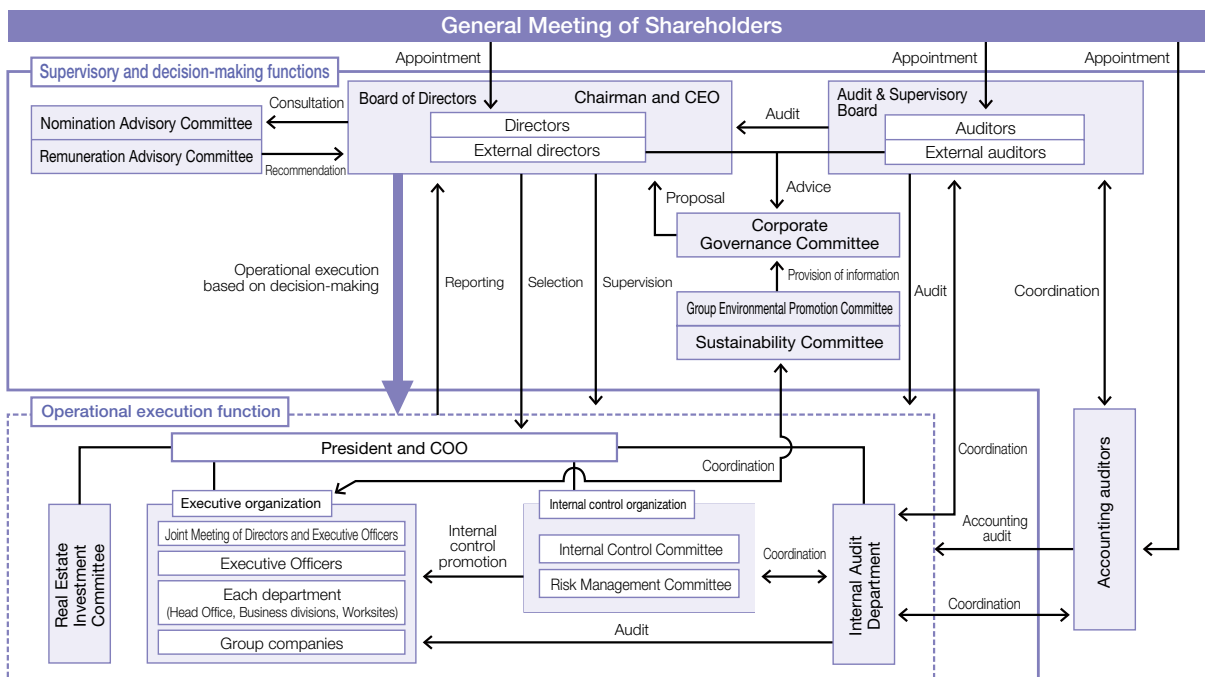 General Meeting of Shareholders
Appointment
Appointment
Appointment
Supervisory and decision-making functions
Board of Directors
Chairman and CEO
Directors
External directors
Audit & Supervisory
Board
Auditors
External auditors
Nomination Advisory Committee
Remuneration Advisory Committee
Consultation
Recommendation
Audit
Advice
Proposal
Corporate
Governance Committee
Provision of information
Group Environmental Promotion Committee
Sustainability Committee
Operational execution
based on decision-making
Reporting
Selection
Supervision
Audit
Coordination
Operational execution function
President and COO
Coordination
Coordination
Executive organization
Joint Meeting of Directors and Executive Officers
Executive Officers
Each department
(Head Office, Business divisions, Worksites)
Group companies
Internal
control
promotion
Internal control organization
Internal Control Committee
Risk Management Committee
Coordination
Audit
Real Estate
Investment
Committee
Internal Audit
Department
Accounting
audit
Coordination
Accounting auditors